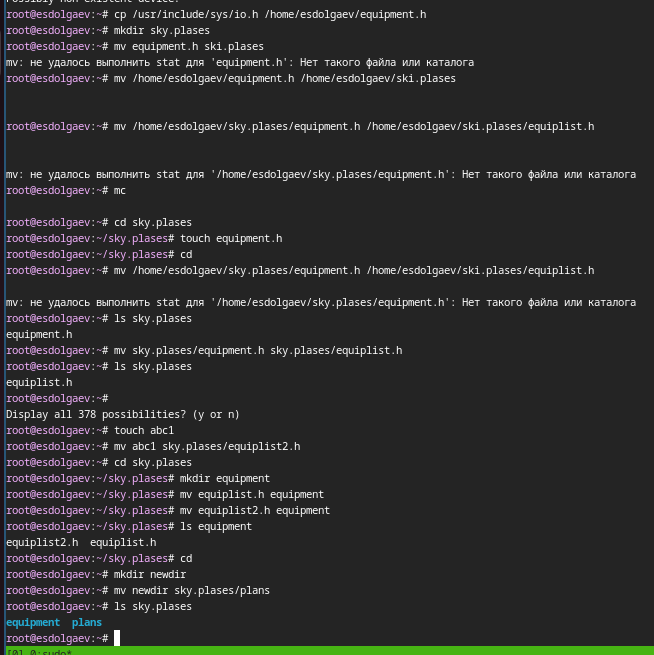 Possibly non-existent device?
root@esdolgaev:~# cp /usr/include/sys/io.h /home/esdolgaev/equipment.h
root@esdolgaev:~# mkdir sky.plases
root@esdolgaev:~# mv equipment.h ski.plases
mv: не удалось выполнить stat для 'equipment.h': Нет такого файла или каталога
root@esdolgaev:~# mv /home/esdolgaev/equipment.h /home/esdolgaev/ski.plases
root@esdolgaev:~# mv /home/esdolgaev/sky.plases/equipment.h /home/esdolgaev/ski.plases/equiplist.h
mv: не удалось выполнить stat для '/home/esdolgaev/sky.plases/equipment.h': Нет такого файла или каталога
root@esdolgaev:~# mc
root@esdolgaev:~# cd sky.plases
root@esdolgaev:~/sky.plases# touch equipment.h
root@esdolgaev:~/sky.plases# cd
root@esdolgaev:~# mv /home/esdolgaev/sky.plases/equipment.h /home/esdolgaev/ski.plases/equiplist.h
mv: не удалось выполнить stat для '/home/esdolgaev/sky.plases/equipment.h': Нет такого файла или каталога
root@esdolgaev:~# ls sky.plases
equipment.h
root@esdolgaev:~# mv sky.plases/equipment.h sky.plases/equiplist.h
root@esdolgaev:~# ls sky.plases
equiplist.h
root@esdolgaev:~#
Display all 378 possibilities? (y or n)
root@esdolgaev:~# touch abc1
root@esdolgaev:~# mv abc1 sky.plases/equiplist2.h
root@esdolgaev:~# cd sky.plases
root@esdolgaev:~/sky.plases# mkdir equipment
root@esdolgaev:~/sky.plases# mv equiplist.h equipment
root@esdolgaev:~/sky.plases# mv equiplist2.h equipment
root@esdolgaev:~/sky.plases# ls equipment
equiplist2.h  equiplist.h
root@esdolgaev:~/sky.plases# cd
root@esdolgaev:~# mkdir newdir
root@esdolgaev:~# mv newdir sky.plases/plans
root@esdolgaev:~# ls sky.plases
equipment  plans
root@esdolgaev:~#
[0] 0:sudo*